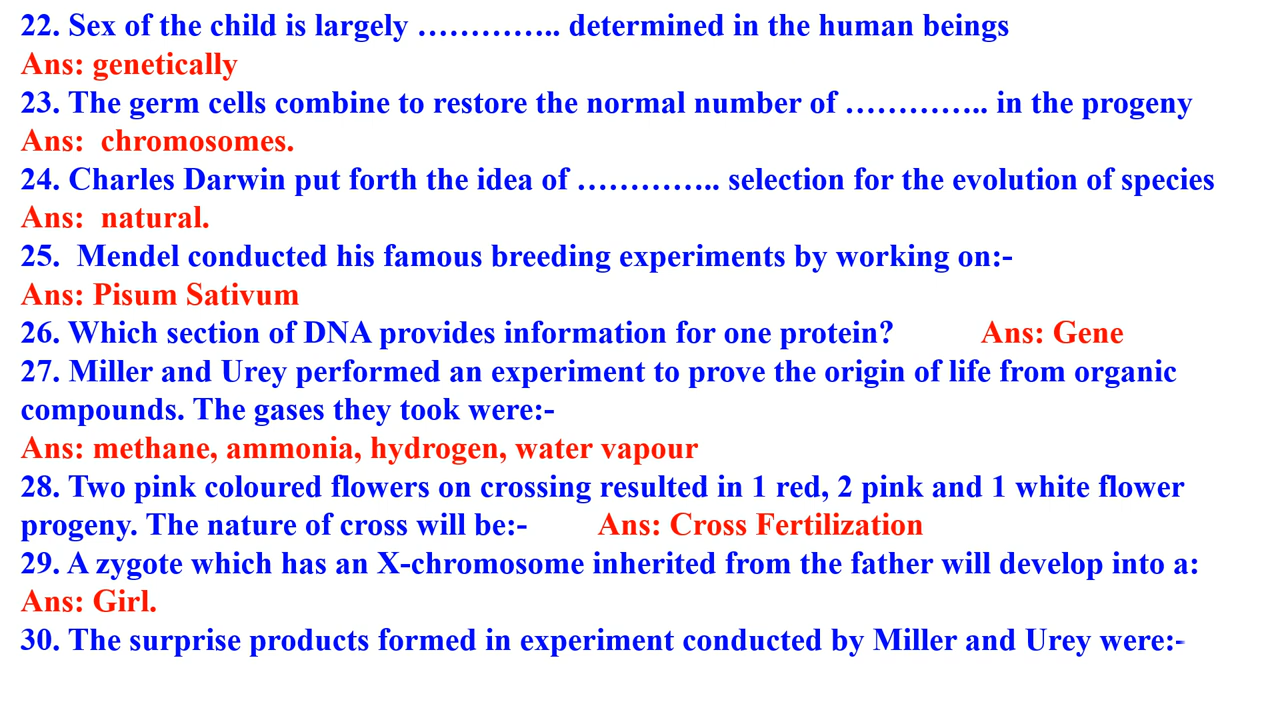 22. Sex of the child is largely ………….. determined in the human beings
Ans: genetically
23. The germ cells combine to restore the normal number of ………….. in the progeny
Ans:  chromosomes.
24. Charles Darwin put forth the idea of ………….. selection for the evolution of species
Ans:  natural.
25.  Mendel conducted his famous breeding experiments by working on:-
Ans: Pisum Sativum
26. Which section of DNA provides information for one protein? Ans: Gene
27. Miller and Urey performed an experiment to prove the origin of life from organic
compounds. The gases they took were:-
Ans: methane, ammonia, hydrogen, water vapour
28. Two pink coloured flowers on crossing resulted in 1 red, 2 pink and 1 white flower
progeny. The nature of cross will be:- Ans: Cross Fertilization
29. A zygote which has an X-chromosome inherited from the father will develop into a:
Ans: Girl.
30. The surprise products formed in experiment conducted by Miller and Urey were:-